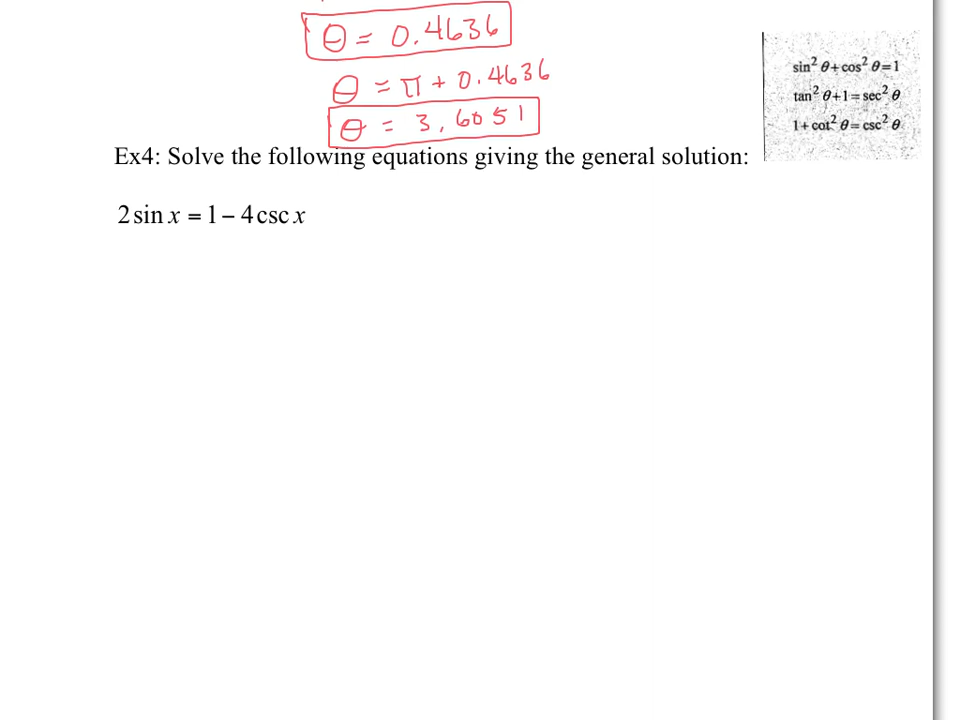 θ = 0.4636
θ = π + 0.4636
θ = 3.6051
sin² θ + cos² θ = 1
tan² θ + 1 = sec² θ
1 + cot² θ = csc² θ
Ex4: Solve the following equations giving the general solution:
2 sin x = 1 − 4 csc x